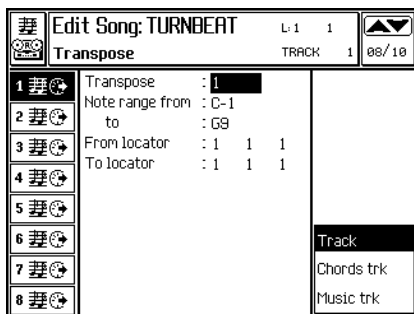 Edit Song: TURNBEAT L: 1 1
Transpose TRACK 1 08/10
ORG
1 Transpose : 1
Note range from : C-1
2 to : G9
3 From locator : 1 1 1
To locator : 1 1 1
4
5
6 Track
7 Chords trk
8 Music trk